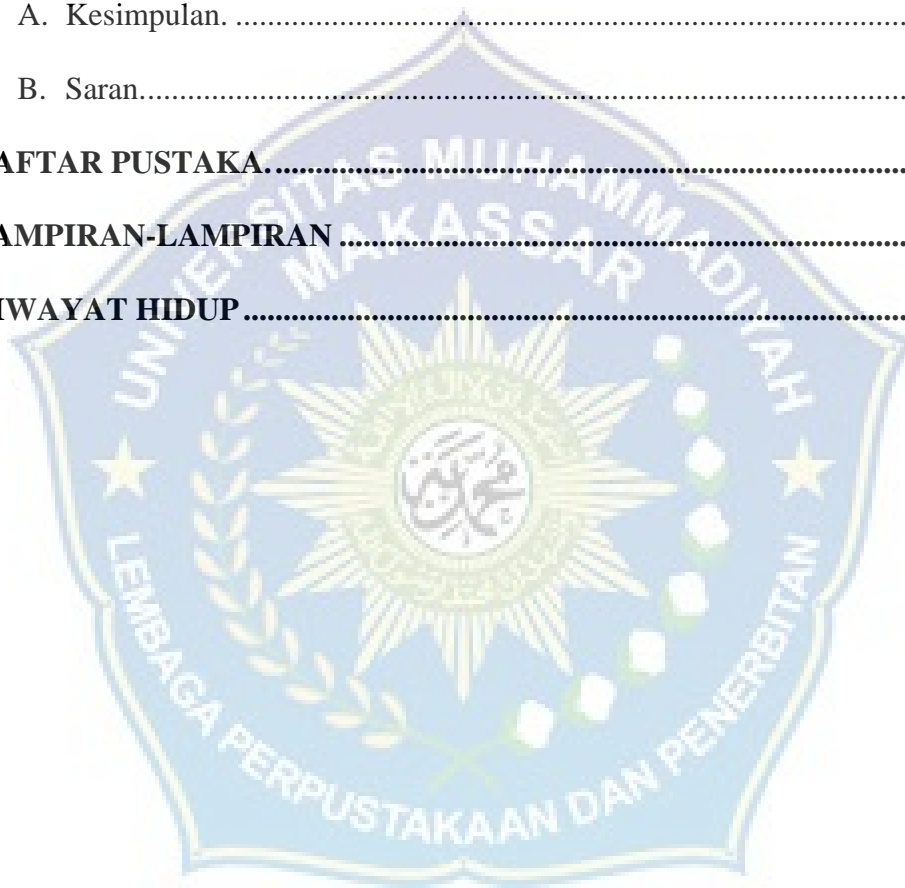 A. Kesimpulan. ................................................................................
B. Saran................................................................................
AFTAR PUSTAKA. ................................................................................
AMPIRAN-LAMPIRAN ................................................................................
IWAYAT HIDUP ................................................................................
UNIVERSITAS MUHAMMADIYAH
MAKASSAR
LEMBAGA PERPUSTAKAAN DAN PENERBITAN